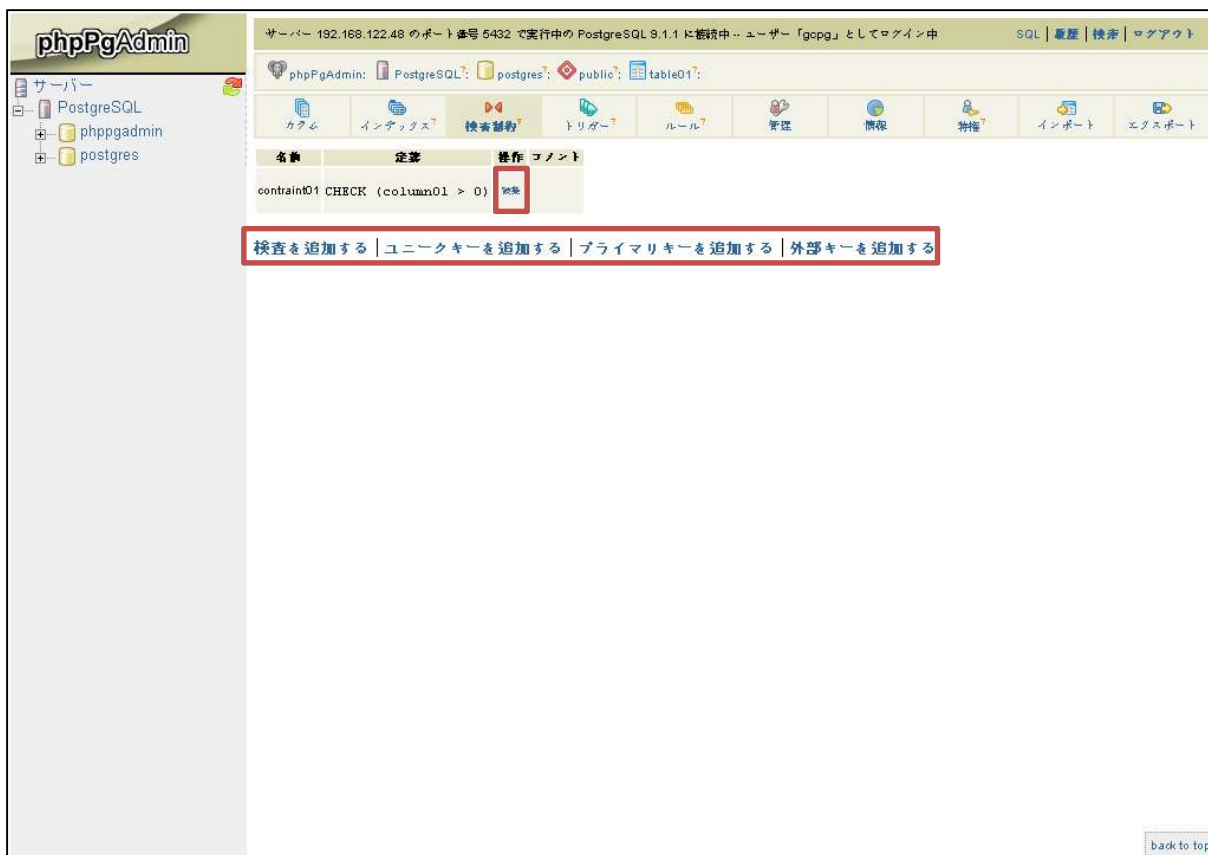 phpPgAdmin
サーバー 192.168.122.48 のポート番号 5432 で実行中の PostgreSQL 9.1.1 に接続中 -- ユーザー「gopg」としてログイン中
SQL | 履歴 | 検索 | ログアウト
サーバー
PostgreSQL
phppgadmin
postgres
phpPgAdmin: PostgreSQL?: postgres?: public?: table01?:
カラム インデックス? 検査制約? トリガー? ルール? 管理 情報 特権? インポート エクスポート
名前 定義 操作 コメント
contraint01 CHECK (column01 > 0) 破棄
検査を追加する | ユニークキーを追加する | プライマリキーを追加する | 外部キーを追加する
back to top